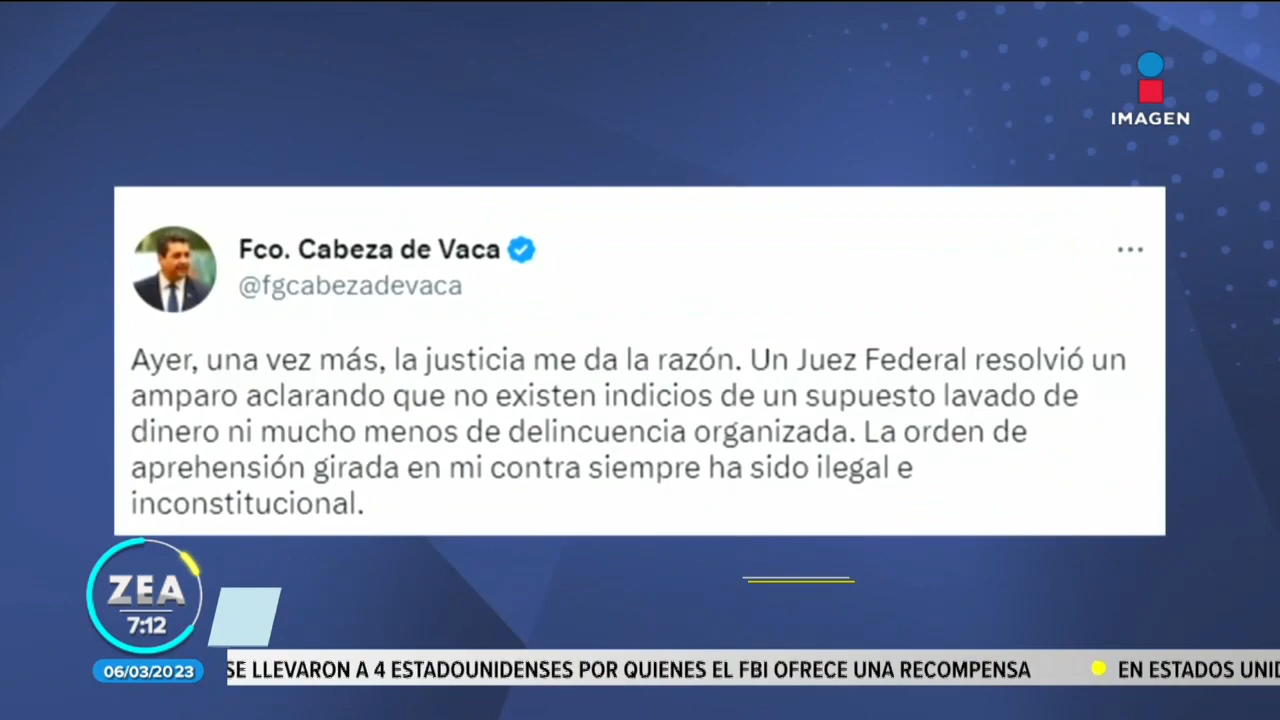 IMAGEN
Fco. Cabeza de Vaca
@fgcabezadevaca
Ayer, una vez más, la justicia me da la razón. Un Juez Federal resolvió un
amparo aclarando que no existen indicios de un supuesto lavado de
dinero ni mucho menos de delincuencia organizada. La orden de
aprehensión girada en mi contra siempre ha sido ilegal e
inconstitucional.
ZEA
7:12
06/03/2023
SE LLEVARON A 4 ESTADOUNIDENSES POR QUIENES EL FBI OFRECE UNA RECOMPENSA
EN ESTADOS UNID